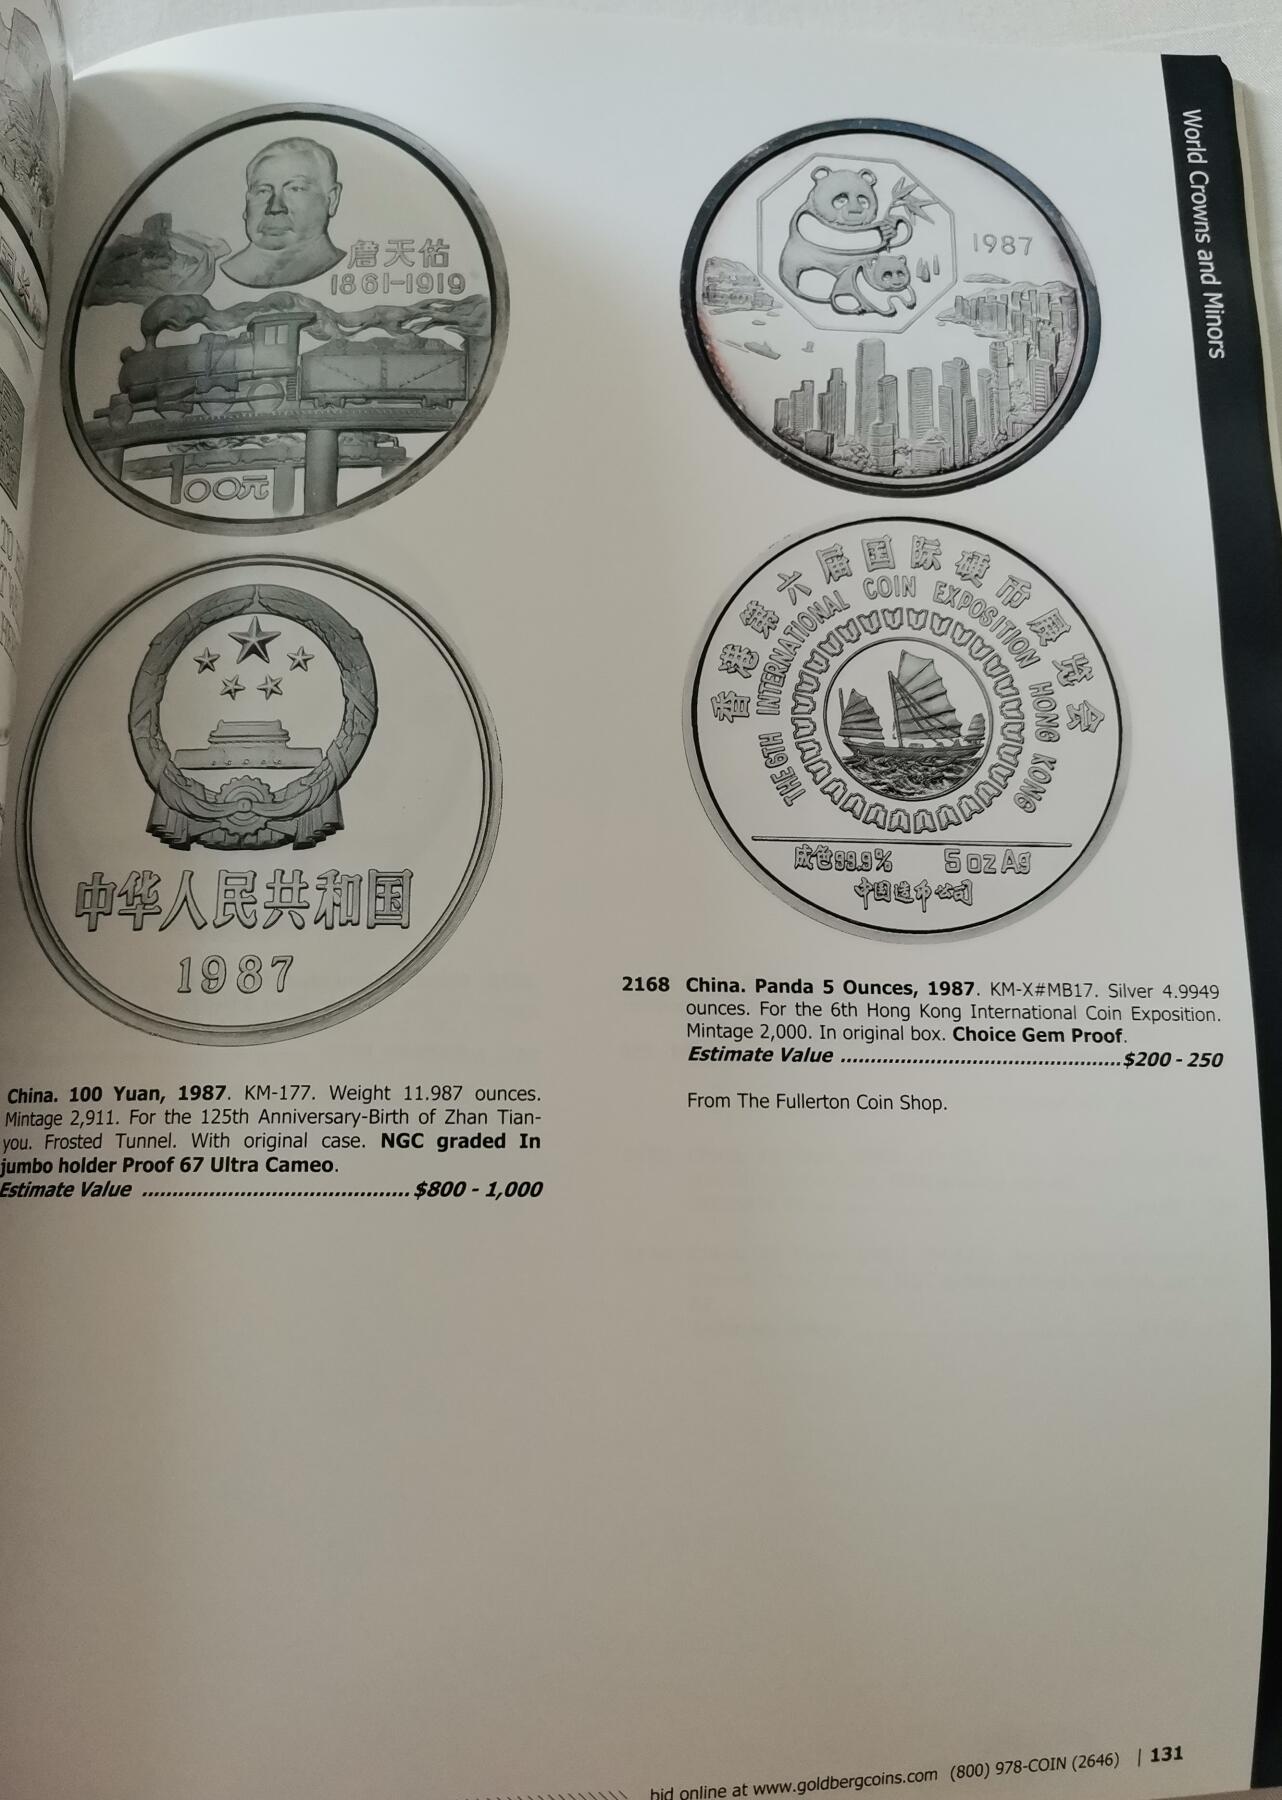 World Crowns and Minors
詹天佑
1861-1919
100元
中华人民共和国
1987
China. 100 Yuan, 1987. KM-177. Weight 11.987 ounces.
Mintage 2,911. For the 125th Anniversary-Birth of Zhan Tian-
you. Frosted Tunnel. With original case. NGC graded In
jumbo holder Proof 67 Ultra Cameo.
Estimate Value ............................................ $800 - 1,000
1987
香港第六届国际硬币展览会
THE 6TH INTERNATIONAL COIN EXPOSITION HONG KONG
成色99.9% 5 oz Ag
中国造币公司
2168 China. Panda 5 Ounces, 1987. KM-X#MB17. Silver 4.9949
ounces. For the 6th Hong Kong International Coin Exposition.
Mintage 2,000. In original box. Choice Gem Proof.
Estimate Value ..............................................$200 - 250
From The Fullerton Coin Shop.
bid online at www.goldbergcoins.com (800) 978-COIN (2646) | 131